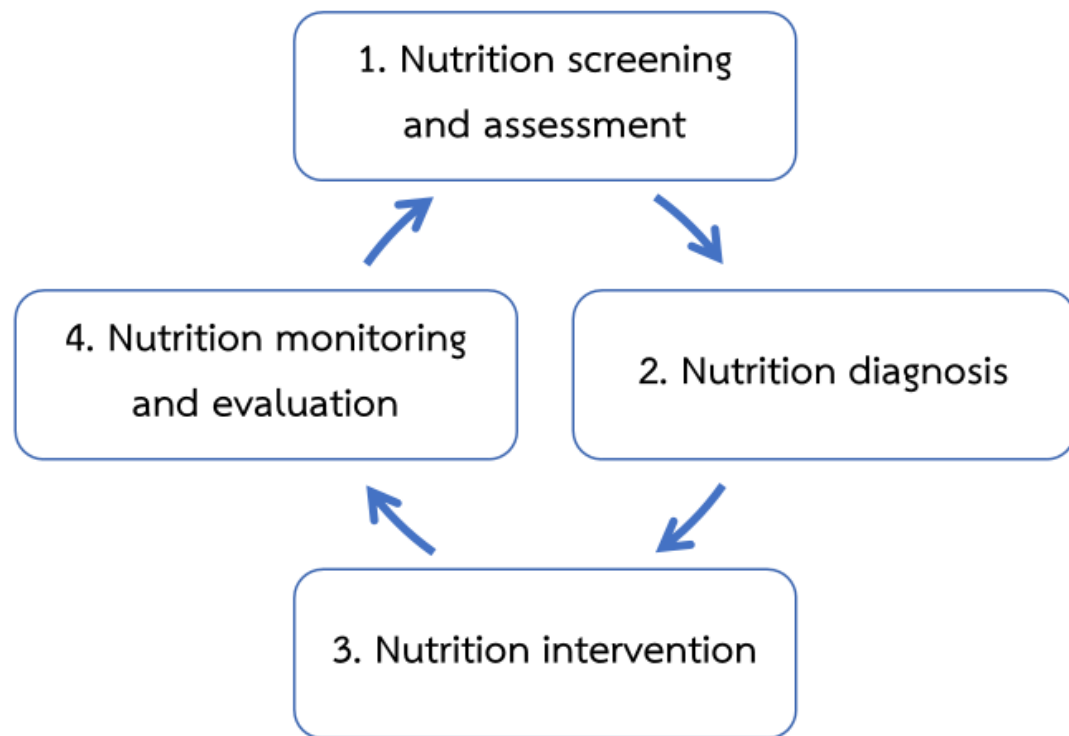 1. Nutrition screening
and assessment
4. Nutrition monitoring
and evaluation
2. Nutrition diagnosis
3. Nutrition intervention